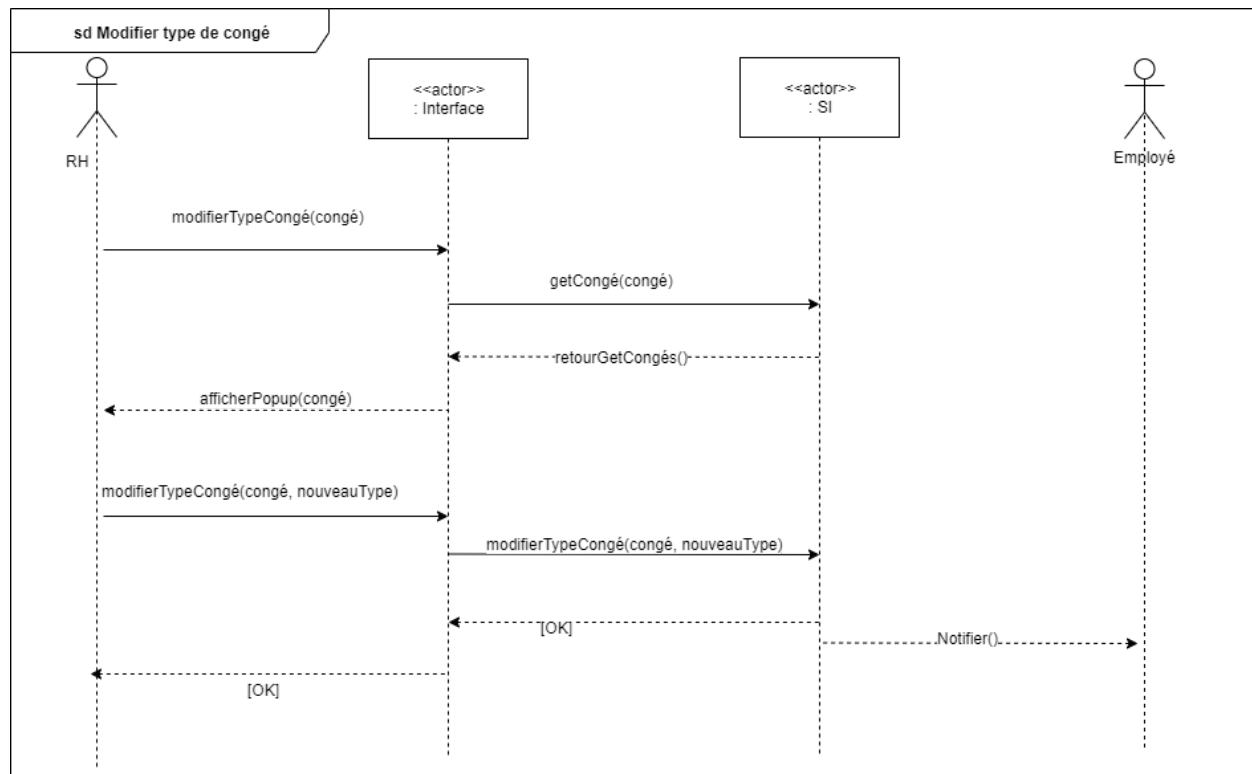 sd Modifier type de congé
<<actor>>
: Interface
<<actor>>
: SI
RH
Employé
modifierTypeCongé(congé)
getCongé(congé)
retourGetCongés()
afficherPopup(congé)
modifierTypeCongé(congé, nouveauType)
modifierTypeCongé(congé, nouveauType)
[OK]
Notifier()
[OK]